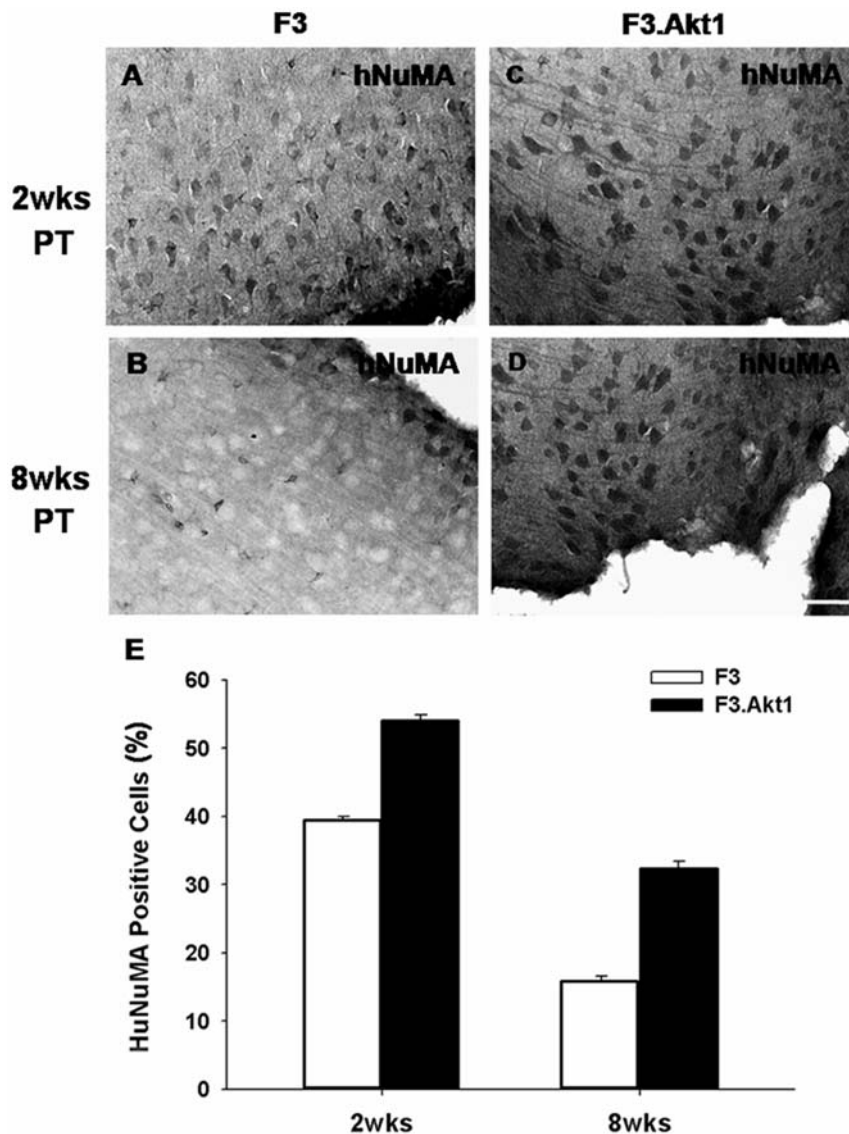 F3 F3.Akt1
A hNuMA C hNuMA
2wks
PT
B hNuMA D hNuMA
8wks
PT
E
60
50
40
30
20
10
0
HuNuMA Positive Cells (%)
F3
F3.Akt1
2wks 8wks